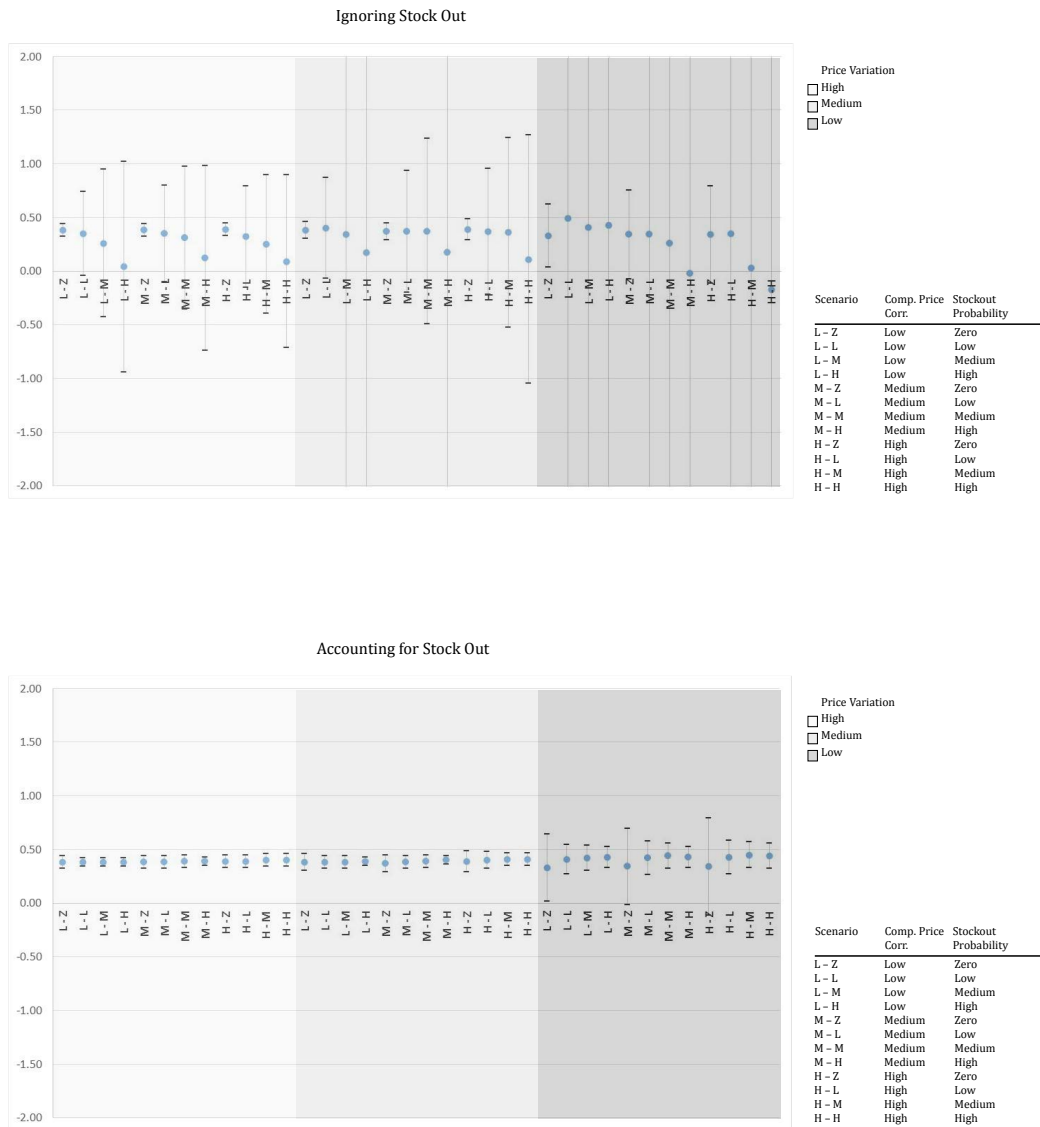 Ignoring Stock Out
2.00
1.50
1.00
0.50
0.00
-0.50
-1.00
-1.50
-2.00
L - Z
L - L
L - M
L - H
M - Z
M - L
M - M
M - H
H - Z
H - L
H - M
H - H
L - Z
L - L
L - M
L - H
M - Z
M - L
M - M
M - H
H - Z
H - L
H - M
H - H
L - Z
L - L
L - M
L - H
M - Z
M - L
M - M
M - H
H - Z
H - L
H - M
H - H
Price Variation
High
Medium
Low
Scenario Comp. Price Stockout
Corr. Probability
L – Z Low Zero
L – L Low Low
L – M Low Medium
L – H Low High
M – Z Medium Zero
M – L Medium Low
M – M Medium Medium
M – H Medium High
H – Z High Zero
H – L High Low
H – M High Medium
H – H High High
Accounting for Stock Out
2.00
1.50
1.00
0.50
0.00
-0.50
-1.00
-1.50
-2.00
L - Z
L - L
L - M
L - H
M - Z
M - L
M - M
M - H
H - Z
H - L
H - M
H - H
L - Z
L - L
L - M
L - H
M - Z
M - L
M - M
M - H
H - Z
H - L
H - M
H - H
L - Z
L - L
L - M
L - H
M - Z
M - L
M - M
M - H
H - Z
H - L
H - M
H - H
Price Variation
High
Medium
Low
Scenario Comp. Price Stockout
Corr. Probability
L – Z Low Zero
L – L Low Low
L – M Low Medium
L – H Low High
M – Z Medium Zero
M – L Medium Low
M – M Medium Medium
M – H Medium High
H – Z High Zero
H – L High Low
H – M High Medium
H – H High High